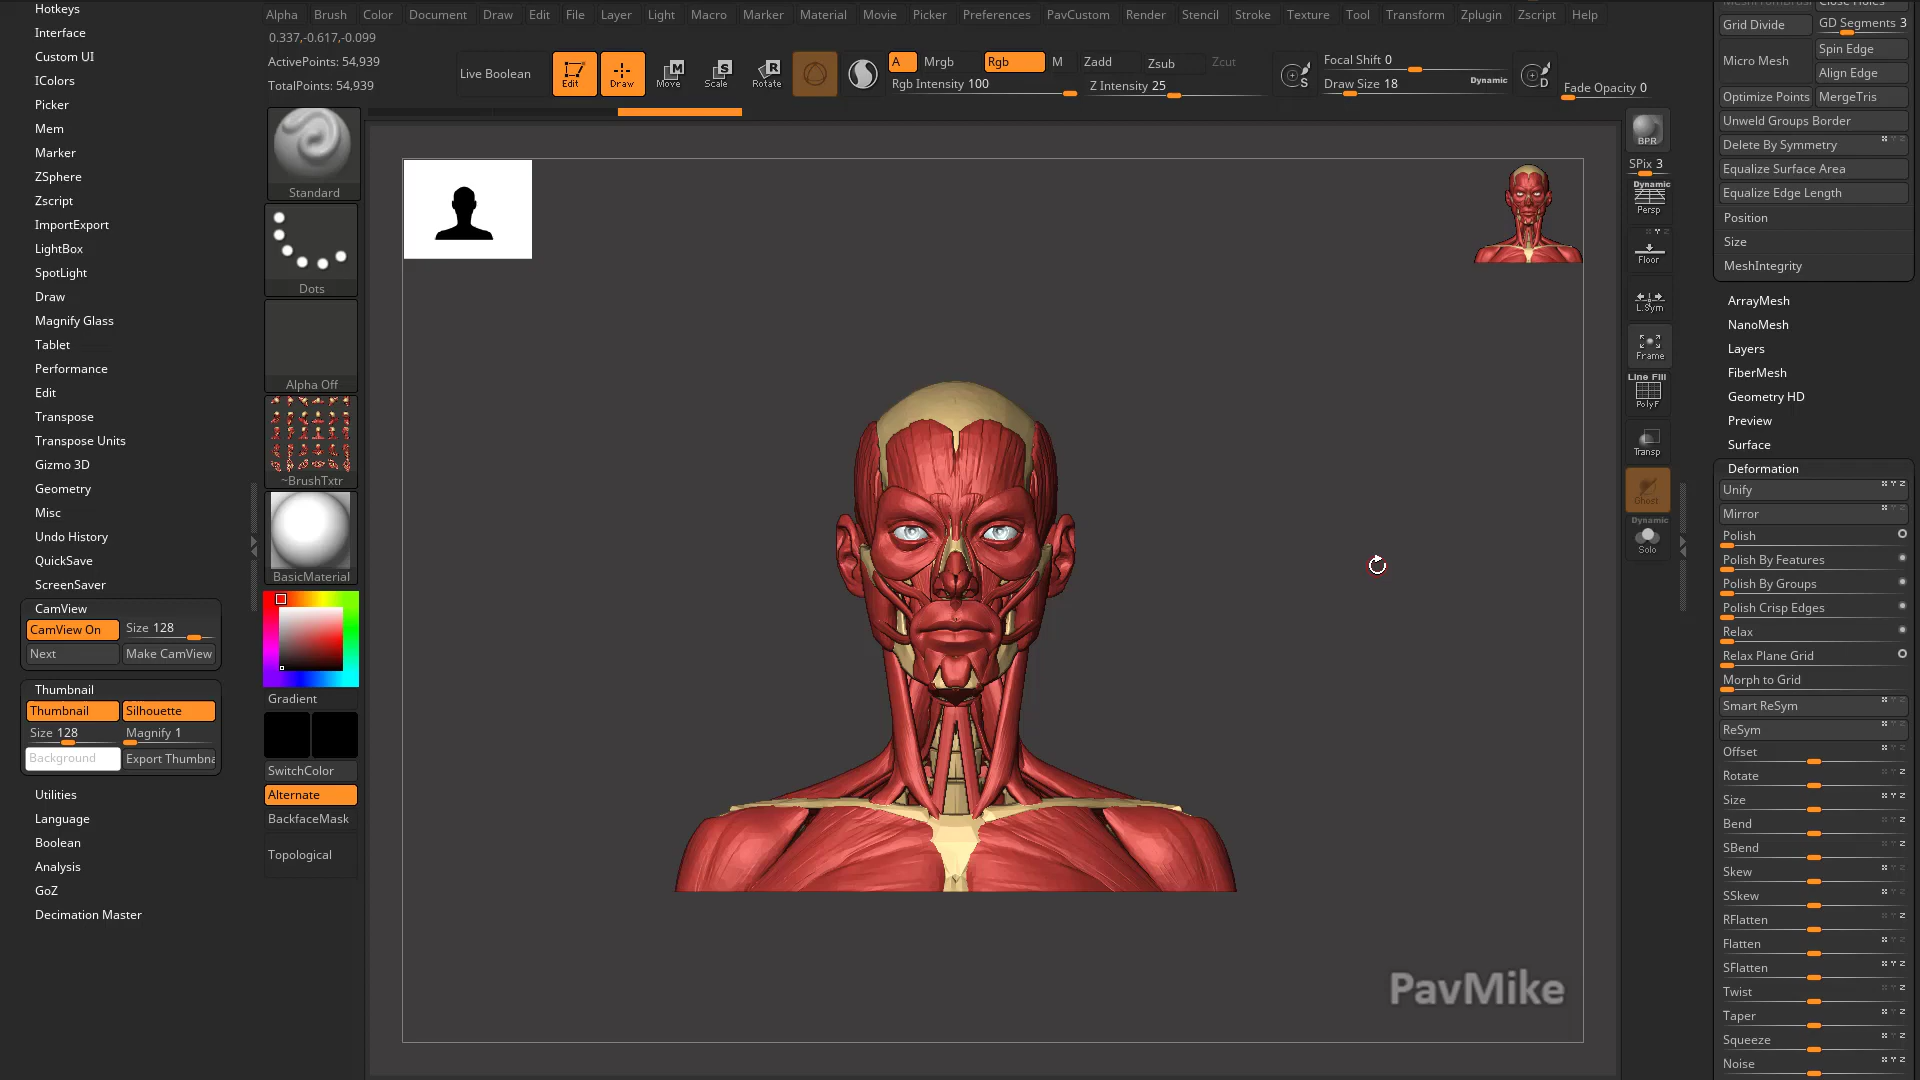 Alpha Brush Color Document Draw Edit File Layer Light Macro Marker Material Movie Picker Preferences PavCustom Render Stencil Stroke Texture Tool Transform Zplugin Zscript Help
0.337,-0.617,-0.099
ActivePoints: 54,939
TotalPoints: 54,939
Live Boolean
Edit
Draw
Move
Scale
Rotate
A
Mrgb
Rgb
M
Zadd
Zsub
Zcut
Rgb Intensity 100
Z Intensity 25
S
Focal Shift 0
Draw Size 18
Dynamic
D
Fade Opacity 0
Hotkeys
Interface
Custom UI
IColors
Picker
Mem
Marker
ZSphere
Zscript
ImportExport
LightBox
SpotLight
Draw
Magnify Glass
Tablet
Performance
Edit
Transpose
Transpose Units
Gizmo 3D
Geometry
Misc
Undo History
QuickSave
ScreenSaver
CamView
CamView On
Size 128
Next
Make CamView
Thumbnail
Thumbnail
Silhouette
Size 128
Magnify 1
Background
Export Thumbna
Utilities
Language
Boolean
Analysis
GoZ
Decimation Master
Standard
Dots
Alpha Off
~BrushTxtr
BasicMaterial
Gradient
SwitchColor
Alternate
BackfaceMask
Topological
PavMike
BPR
SPix 3
Dynamic
Persp
Floor
L.Sym
Frame
Line Fill
PolyF
Transp
Ghost
Dynamic
Solo
Close Holes
Grid Divide
GD Segments 3
Micro Mesh
Spin Edge
Align Edge
Optimize Points
MergeTris
Unweld Groups Border
Delete By Symmetry
Equalize Surface Area
Equalize Edge Length
Position
Size
MeshIntegrity
ArrayMesh
NanoMesh
Layers
FiberMesh
Geometry HD
Preview
Surface
Deformation
Unify
Mirror
Polish
Polish By Features
Polish By Groups
Polish Crisp Edges
Relax
Relax Plane Grid
Morph to Grid
Smart ReSym
ReSym
Offset
Rotate
Size
Bend
SBend
Skew
SSkew
RFlatten
Flatten
SFlatten
Twist
Taper
Squeeze
Noise